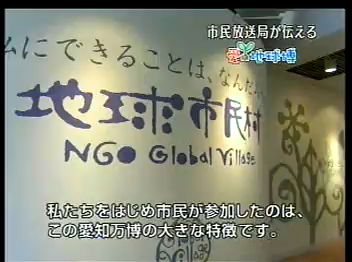 市民放送局が伝える
愛♥地球博
ムにできることは、なんだ
地球市民村
NGO Global Village
私たちをはじめ市民が参加したのは、
この愛知万博の大きな特徴です。